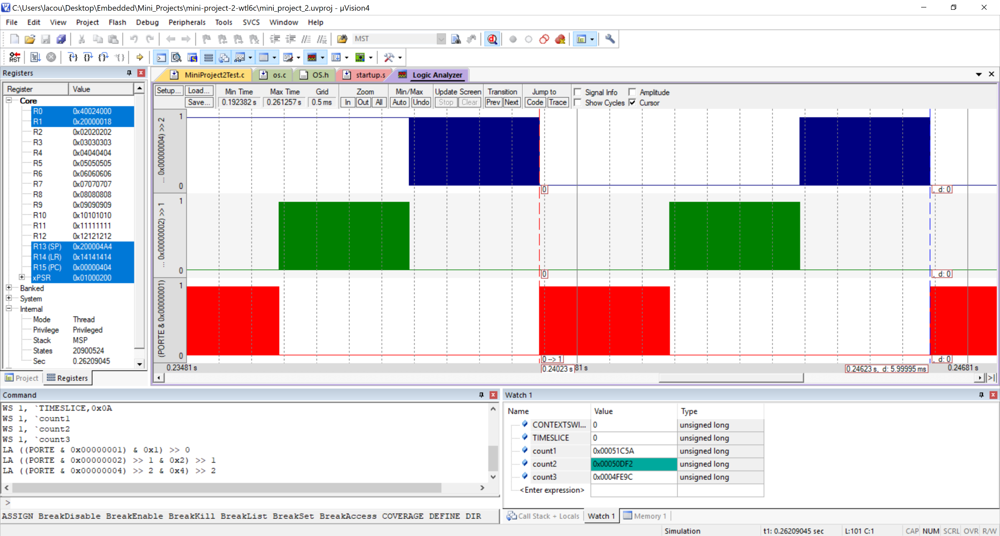 C:\Users\lacou\Desktop\Embedded\Mini_Projects\mini-project-2-wtl6c\mini_project_2.uvproj - µVision4
File Edit View Project Flash Debug Peripherals Tools SVCS Window Help
MST
RST
Registers
MiniProject2Test.c os.c OS.h startup.s Logic Analyzer
Register Value
Core
R0 0x40024000
R1 0x20000018
R2 0x02020202
R3 0x03030303
R4 0x04040404
R5 0x05050505
R6 0x06060606
R7 0x07070707
R8 0x08080808
R9 0x09090909
R10 0x10101010
R11 0x11111111
R12 0x12121212
R13 (SP) 0x200004A4
R14 (LR) 0x14141414
R15 (PC) 0x00000404
xPSR 0x01000200
Banked
System
Internal
Mode Thread
Privilege Privileged
Stack MSP
States 20900524
Sec 0.26209045
Project Registers
Setup... Load... Min Time Max Time Grid Zoom Min/Max Update Screen Transition Jump to Signal Info Amplitude
Save... 0.192382 s 0.261257 s 0.5 ms In Out All Auto Undo Stop Clear Prev Next Code Trace Show Cycles Cursor
1
... 0x00000004) >> 2
0
0 , d: 0
1
... 0x00000002) >> 1
0
0 , d: 0
1
(PORTE & 0x00000001)
0
0 --> 1 , d: 0
0.23481 s 0.24023 s 81 s 0.24623 s, d: 5.99995 ms 0.24681 s
Command
WS 1, `TIMESLICE,0x0A
WS 1, `count1
WS 1, `count2
WS 1, `count3
LA ((PORTE & 0x00000001) & 0x1) >> 0
LA ((PORTE & 0x00000002) >> 1 & 0x2) >> 1
LA ((PORTE & 0x00000004) >> 2 & 0x4) >> 2
>
ASSIGN BreakDisable BreakEnable BreakKill BreakList BreakSet BreakAccess COVERAGE DEFINE DIR
Watch 1
Name Value Type
CONTEXTSWI... 0 unsigned long
TIMESLICE 0 unsigned long
count1 0x00051C5A unsigned long
count2 0x00050DF2 unsigned long
count3 0x0004FE9C unsigned long
<Enter expression>
Call Stack + Locals Watch 1 Memory 1
Simulation t1: 0.26209045 sec L:101 C:1 CAP NUM SCRL OVR R/W